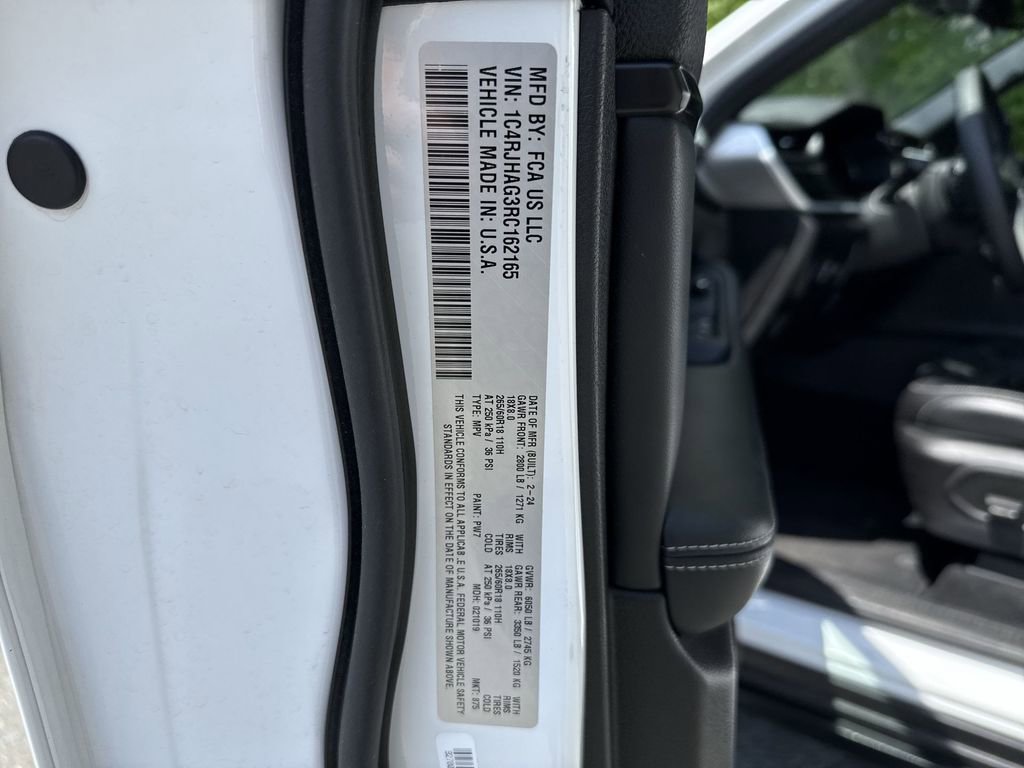 MFD BY: FCA US LLC
VIN: 1C4RJHAG3RC162165
VEHICLE MADE IN: U.S.A.
DATE OF MFR (BUILT): 2-24 GVWR: 6050 LB / 2745 KG
GAWR FRONT: 2800 LB / 1271 KG WITH GAWR REAR: 3350 LB / 1520 KG WITH
18X8.0 RIMS 18X8.0 RIMS
265/60R18 110H TIRES 265/60R18 110H TIRES
AT 250 kPa / 36 PSI COLD AT 250 kPa / 36 PSI COLD
TYPE: MPV PAINT: PW7 MDH: 021019 MKT: 875
THIS VEHICLE CONFORMS TO ALL APPLICABLE U.S.A. FEDERAL MOTOR VEHICLE SAFETY
STANDARDS IN EFFECT ON THE DATE OF MANUFACTURE SHOWN ABOVE.